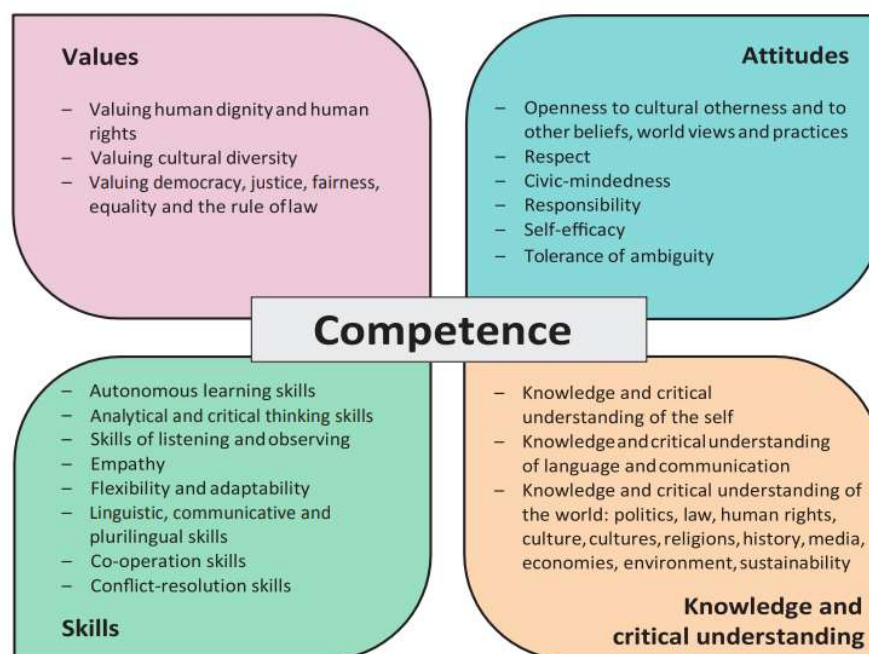 Values
– Valuing human dignity and human
rights
– Valuing cultural diversity
– Valuing democracy, justice, fairness,
equality and the rule of law
Attitudes
– Openness to cultural otherness and to
other beliefs, world views and practices
– Respect
– Civic-mindedness
– Responsibility
– Self-efficacy
– Tolerance of ambiguity
Competence
– Autonomous learning skills
– Analytical and critical thinking skills
– Skills of listening and observing
– Empathy
– Flexibility and adaptability
– Linguistic, communicative and
plurilingual skills
– Co-operation skills
– Conflict-resolution skills
Skills
– Knowledge and critical
understanding of the self
– Knowledge and critical understanding
of language and communication
– Knowledge and critical understanding of
the world: politics, law, human rights,
culture, cultures, religions, history, media,
economies, environment, sustainability
Knowledge and
critical understanding